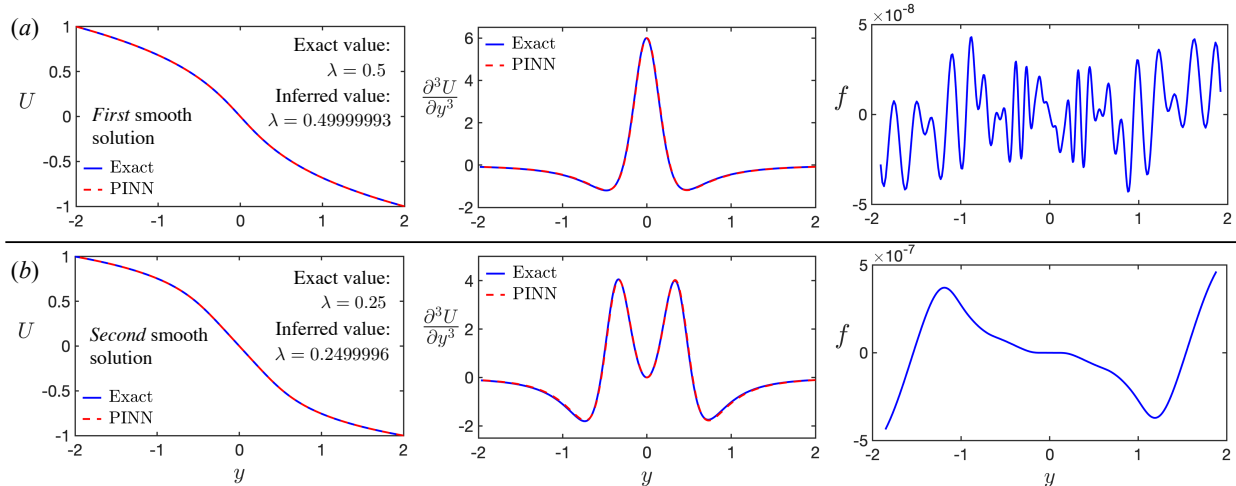 (a)
1
0.5
0
-0.5
-1
U
Exact value:
λ = 0.5
Inferred value:
λ = 0.49999993
First smooth
solution
Exact
PINN
-2
-1
0
1
2
6
4
2
0
-2
∂³U
∂y³
Exact
PINN
-2
-1
0
1
2
×10⁻⁸
5
0
-5
f
-2
-1
0
1
2
(b)
1
0.5
0
-0.5
-1
U
Exact value:
λ = 0.25
Inferred value:
λ = 0.2499996
Second smooth
solution
Exact
PINN
-2
-1
0
1
2
y
4
2
0
-2
∂³U
∂y³
Exact
PINN
-2
-1
0
1
2
y
×10⁻⁷
5
0
-5
f
-2
-1
0
1
2
y